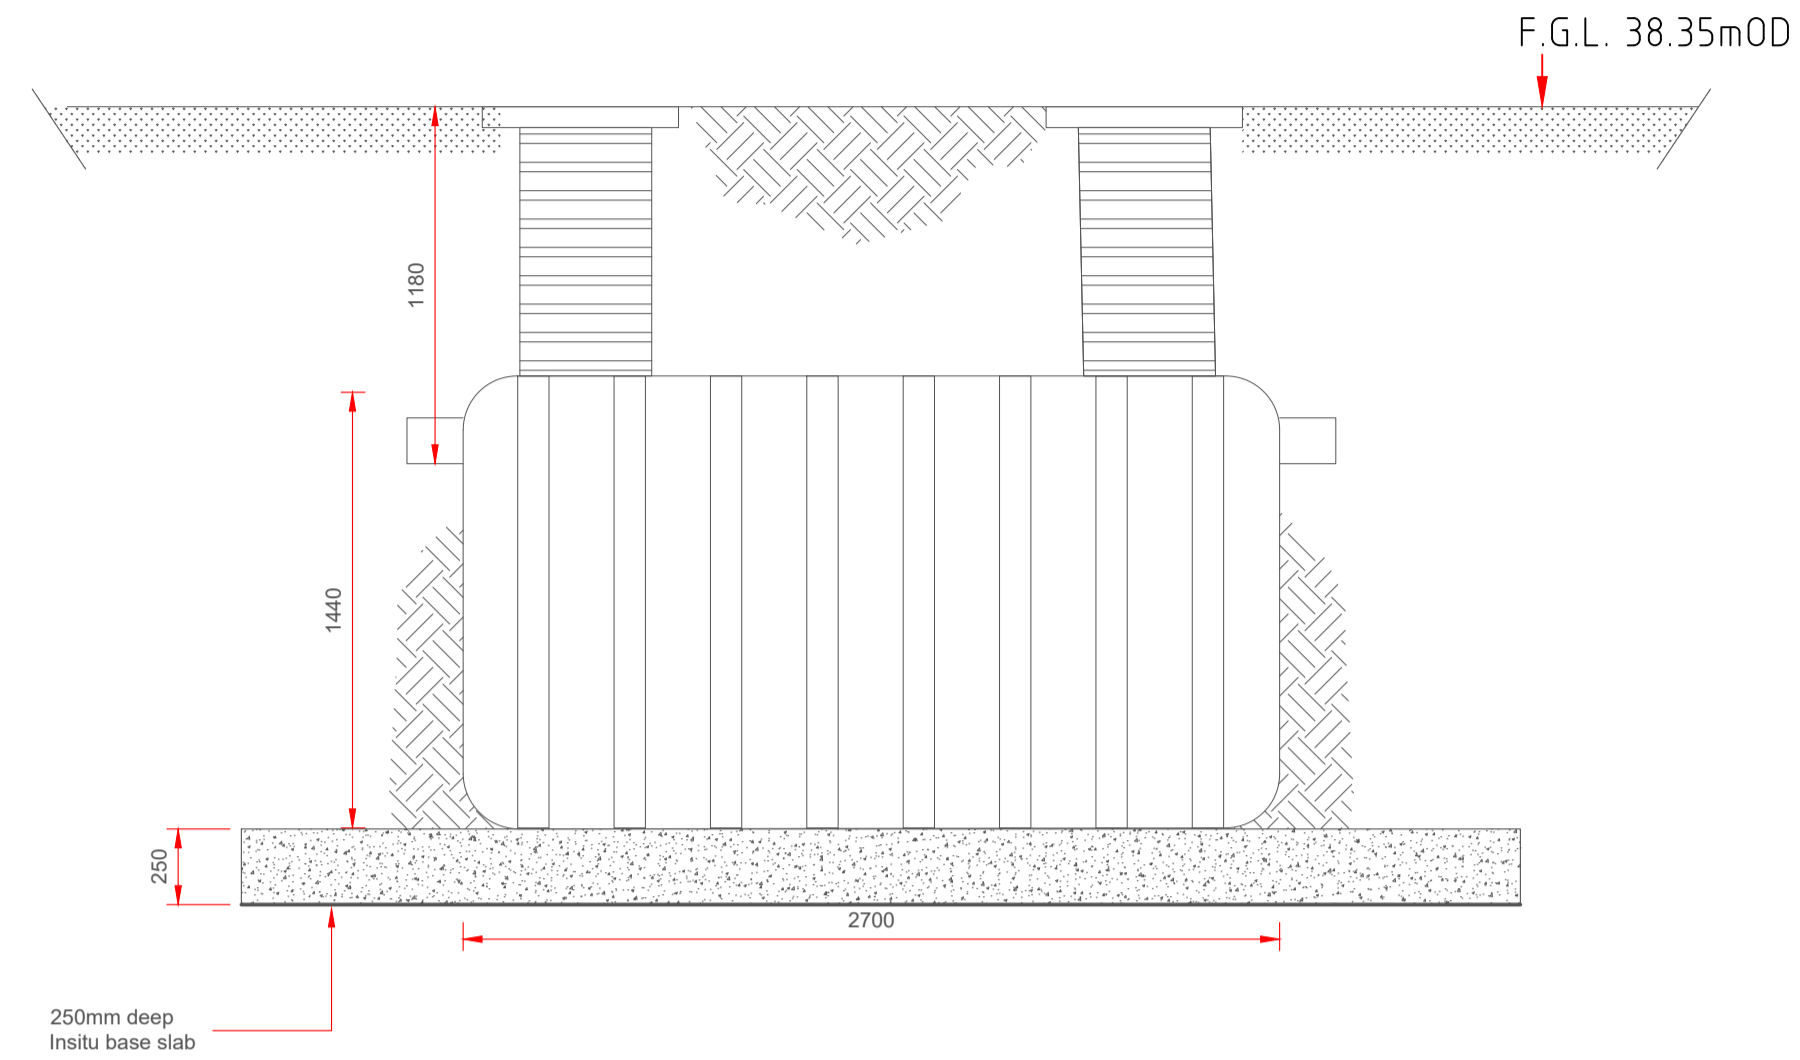 F.G.L. 38.35mOD
1180
1440
250
2700
250mm deep
Insitu base slab